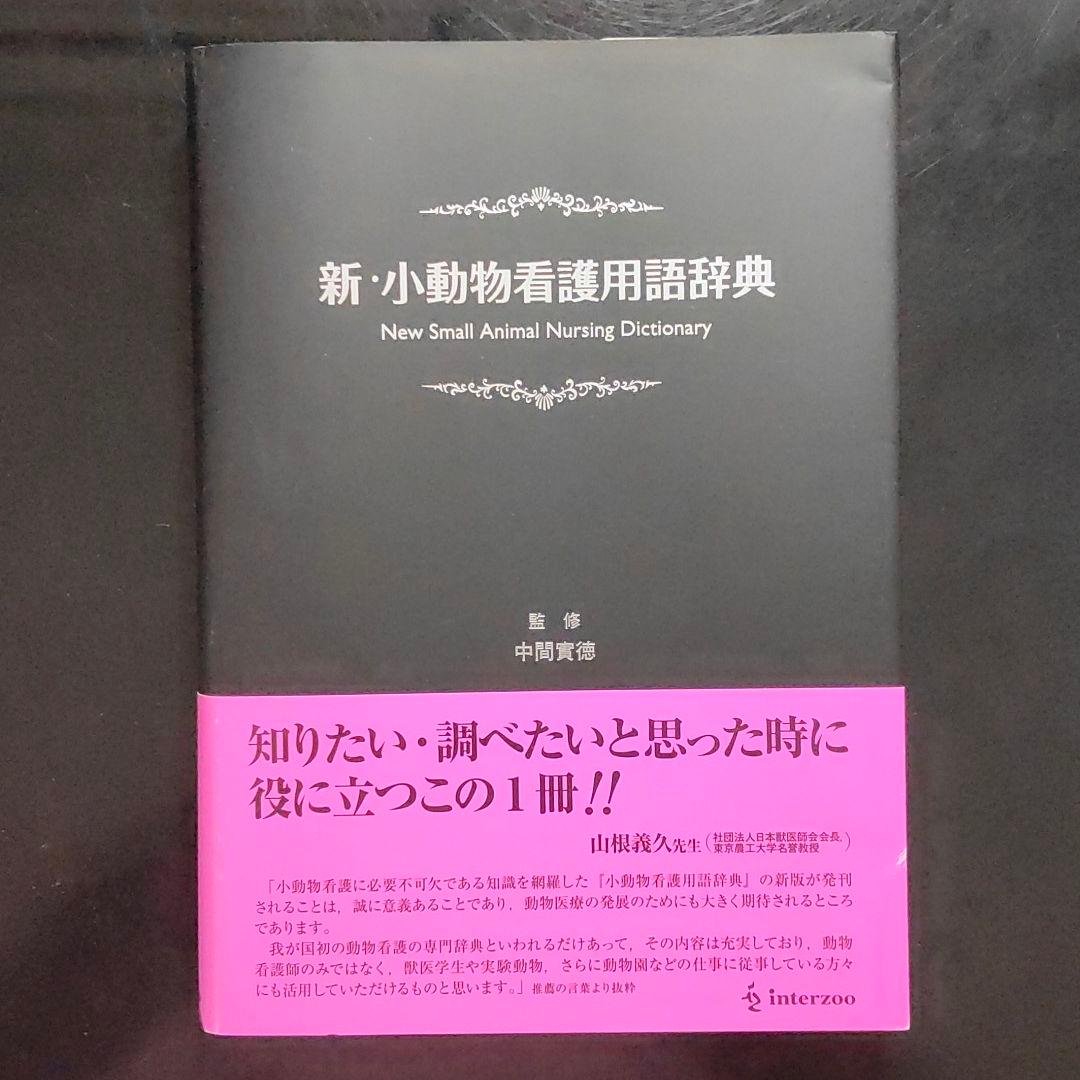 新・小動物看護用語辞典
New Small Animal Nursing Dictionary
監 修
中間實徳
知りたい・調べたいと思った時に
役に立つこの1冊!!
山根義久先生(社団法人日本獣医師会会長,
東京農工大学名誉教授)
「小動物看護に必要不可欠である知識を網羅した『小動物看護用語辞典』の新版が発刊
されることは，誠に意義あることであり，動物医療の発展のためにも大きく期待されるところ
であります。
我が国初の動物看護の専門辞典といわれるだけあって，その内容は充実しており，動物
看護師のみではなく，獣医学生や実験動物，さらに動物園などの仕事に従事している方々
にも活用していただけるものと思います。」推薦の言葉より抜粋
interzoo